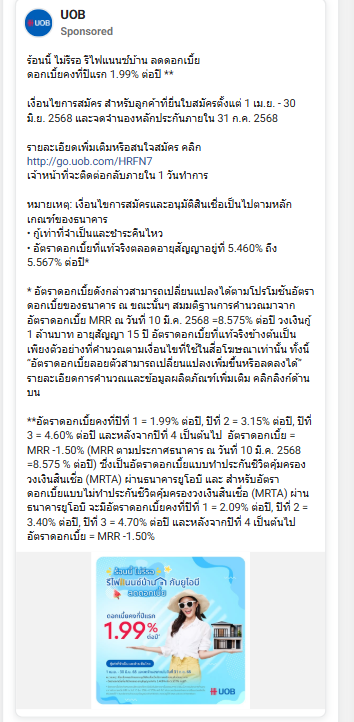 UOB
Sponsored
ร้อนนี้ ไม่รีรอ รีไฟแนนซ์บ้าน ลดดอกเบี้ย
ดอกเบี้ยคงที่ปีแรก 1.99% ต่อปี **
เงื่อนไขการสมัคร สำหรับลูกค้าที่ยื่นใบสมัครตั้งแต่ 1 เม.ย. - 30
มิ.ย. 2568 และจดจำนองหลักประกันภายใน 31 ก.ค. 2568
รายละเอียดเพิ่มเติมหรือสนใจสมัคร คลิก
http://go.uob.com/HRFN7
เจ้าหน้าที่จะติดต่อกลับภายใน 1 วันทำการ
หมายเหตุ: เงื่อนไขการสมัครและอนุมัติสินเชื่อเป็นไปตามหลัก
เกณฑ์ของธนาคาร
• กู้เท่าที่จำเป็นและชำระคืนไหว
• อัตราดอกเบี้ยที่แท้จริงตลอดอายุสัญญาอยู่ที่ 5.460% ถึง
5.567% ต่อปี*
* อัตราดอกเบี้ยดังกล่าวสามารถเปลี่ยนแปลงได้ตามโปรโมชันอัตรา
ดอกเบี้ยของธนาคาร ณ ขณะนั้นๆ สมมติฐานการคำนวณมาจาก
อัตราดอกเบี้ย MRR ณ วันที่ 10 มี.ค. 2568 =8.575% ต่อปี วงเงินกู้
1 ล้านบาท อายุสัญญา 15 ปี อัตราดอกเบี้ยที่แท้จริงข้างต้นเป็น
เพียงตัวอย่างที่คำนวณตามเงื่อนไขที่ใช้ในสื่อโฆษณาเท่านั้น ทั้งนี้
"อัตราดอกเบี้ยลอยตัวสามารถเปลี่ยนแปลงเพิ่มขึ้นหรือลดลงได้"
รายละเอียดการคำนวณและข้อมูลผลิตภัณฑ์เพิ่มเติม คลิกลิงก์ด้าน
บน
**อัตราดอกเบี้ยคงที่ปีที่ 1 = 1.99% ต่อปี, ปีที่ 2 = 3.15% ต่อปี, ปีที่
3 = 4.60% ต่อปี และหลังจากปีที่ 4 เป็นต้นไป อัตราดอกเบี้ย =
MRR -1.50% (MRR ตามประกาศธนาคาร ณ วันที่ 10 มี.ค. 2568
=8.575 % ต่อปี) ซึ่งเป็นอัตราดอกเบี้ยแบบทำประกันชีวิตคุ้มครอง
วงเงินสินเชื่อ (MRTA) ผ่านธนาคารยูโอบี และ สำหรับอัตรา
ดอกเบี้ยแบบไม่ทำประกันชีวิตคุ้มครองวงเงินสินเชื่อ (MRTA) ผ่าน
ธนาคารยูโอบี จะมีอัตราดอกเบี้ยคงที่ปีที่ 1 = 2.09% ต่อปี, ปีที่ 2 =
3.40% ต่อปี, ปีที่ 3 = 4.70% ต่อปี และหลังจากปีที่ 4 เป็นต้นไป
อัตราดอกเบี้ย = MRR -1.50%
ร้อนนี้ ไม่รีรอ
รีไฟแนนซ์บ้าน กับยูโอบี
ลดดอกเบี้ย
ดอกเบี้ยคงที่ปีแรก
1.99%
ต่อปี*
UOB